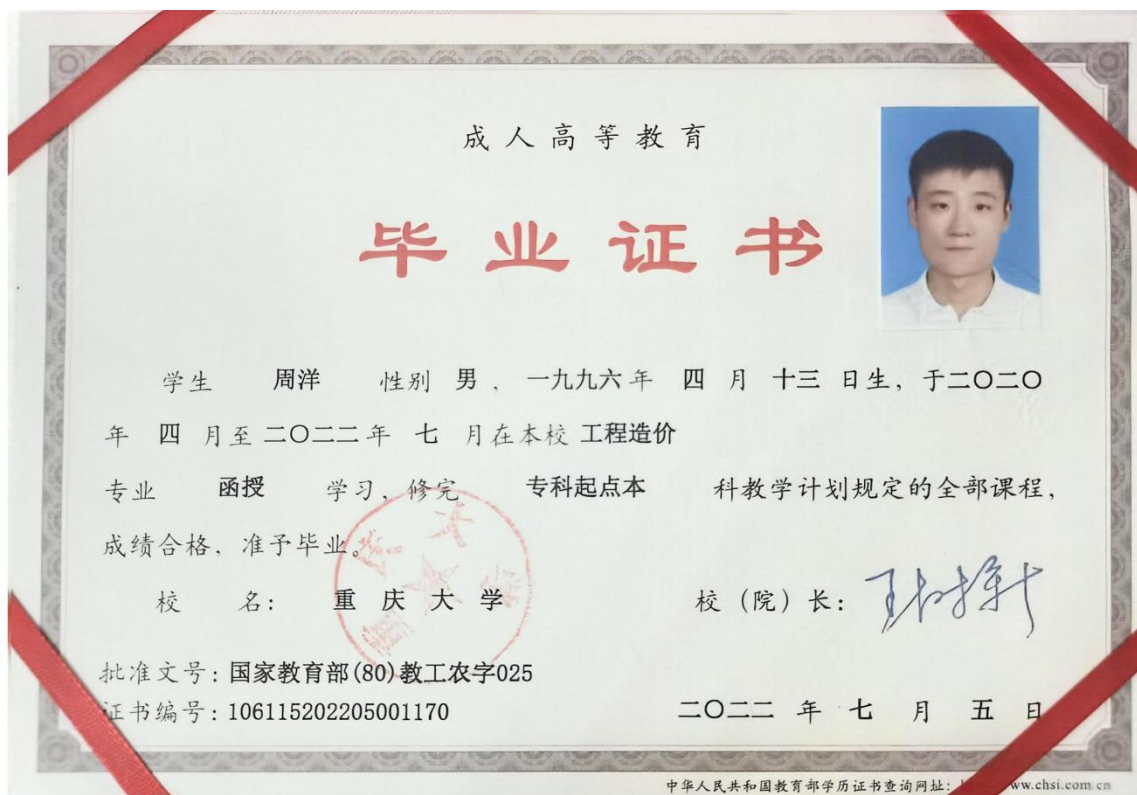 成人高等教育
毕业证书
学生 周洋 性别 男 ， 一九九六 年 四 月 十三 日生，于二〇二〇
年 四 月至 二〇二二 年 七 月在本校 工程造价
专业 函授 学习，修完 专科起点本 科教学计划规定的全部课程，
成绩合格，准予毕业。
校 名： 重庆大学
校（院）长：
批准文号：国家教育部(80)教工农字025
证书编号：106115202205001170
二〇二二 年 七 月 五 日
中华人民共和国教育部学历证书查询网址：ww.chsi.com.cn